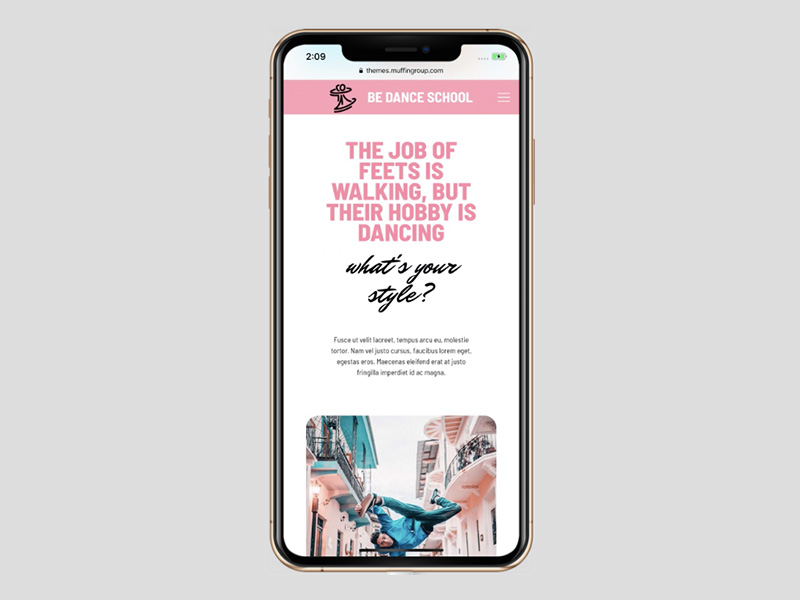 2:09
themes.muffingroup.com
BE DANCE SCHOOL
THE JOB OF
FEETS IS
WALKING, BUT
THEIR HOBBY IS
DANCING
what's your
style?
Fusce ut velit laoreet, tempus arcu eu, molestie
tortor. Nam vel justo cursus, faucibus lorem eget,
egestas eros. Maecenas eleifend erat at justo
fringilla imperdiet id ac magna.